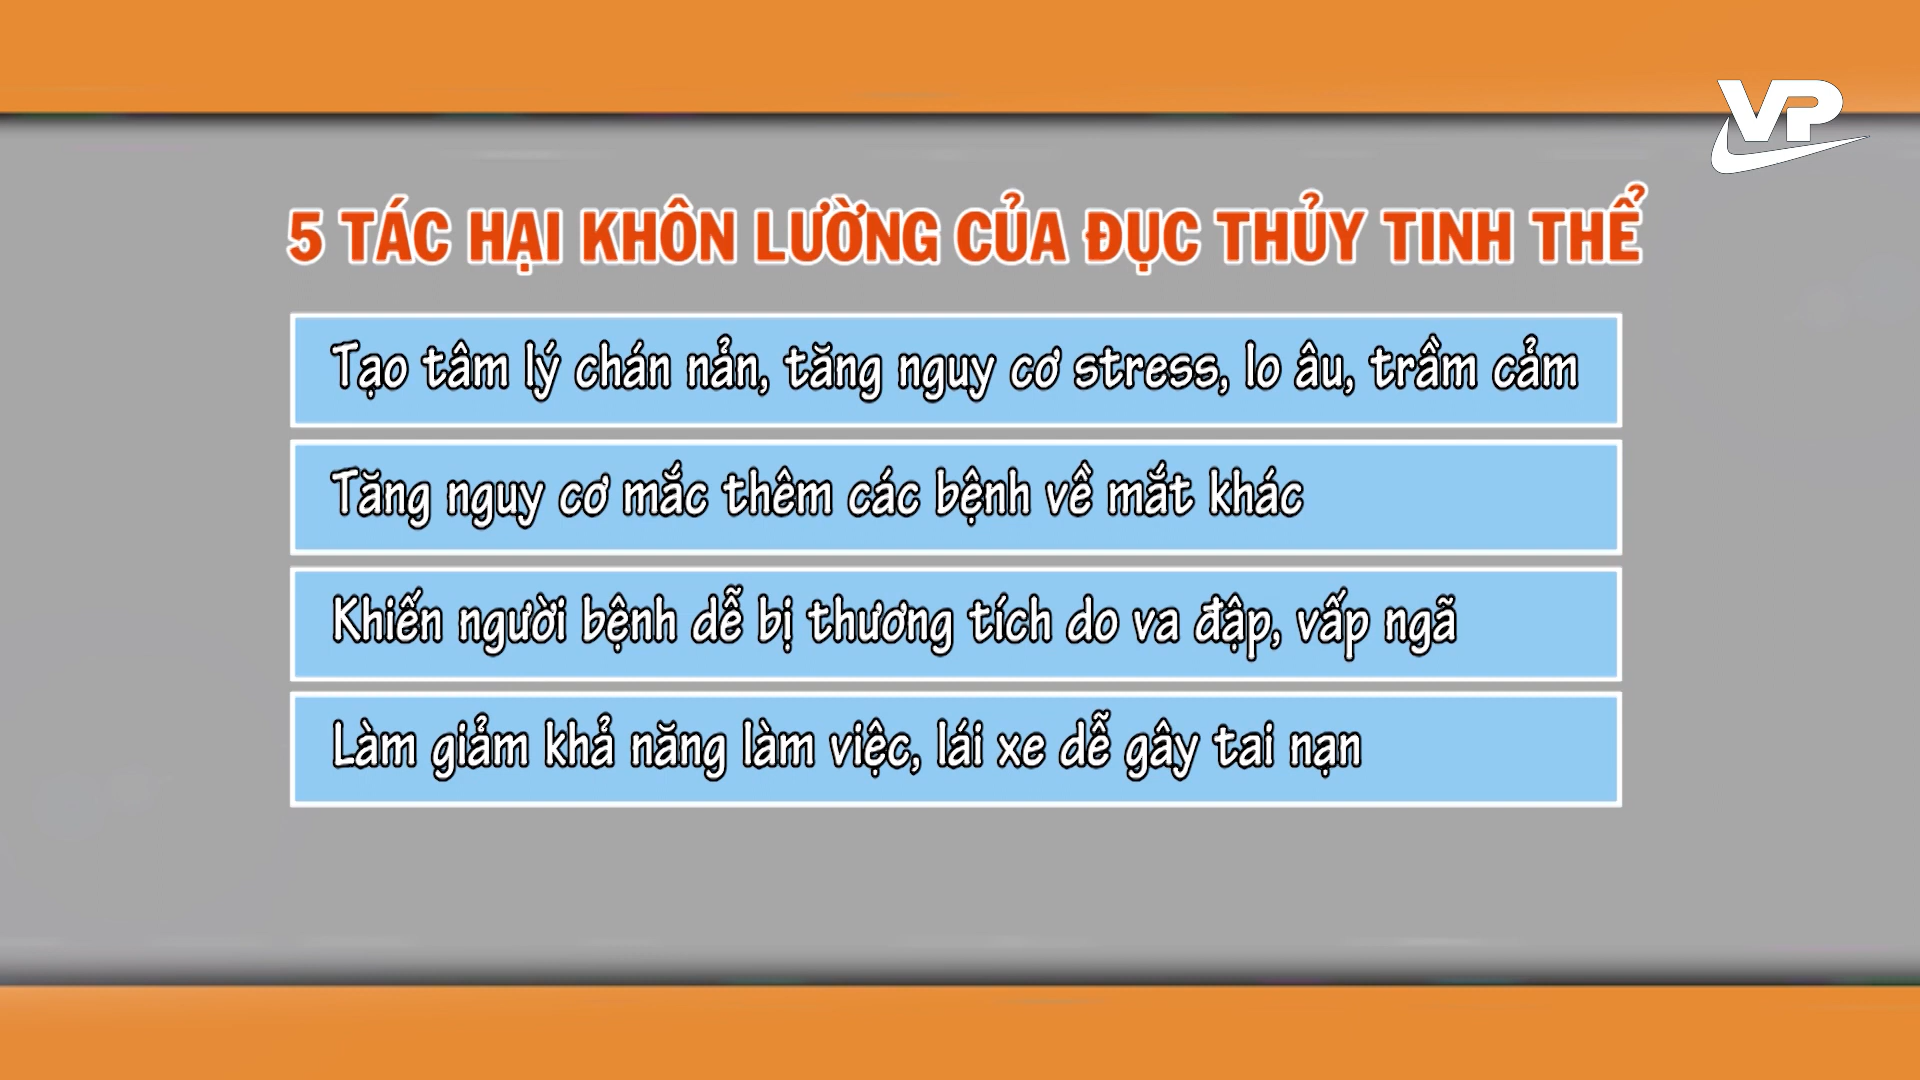 VP
5 TÁC HẠI KHÔN LƯỜNG CỦA ĐỤC THỦY TINH THỂ
Tạo tâm lý chán nản, tăng nguy cơ stress, lo âu, trầm cảm
Tăng nguy cơ mắc thêm các bệnh về mắt khác
Khiến người bệnh dễ bị thương tích do va đập, vấp ngã
Làm giảm khả năng làm việc, lái xe dễ gây tai nạn